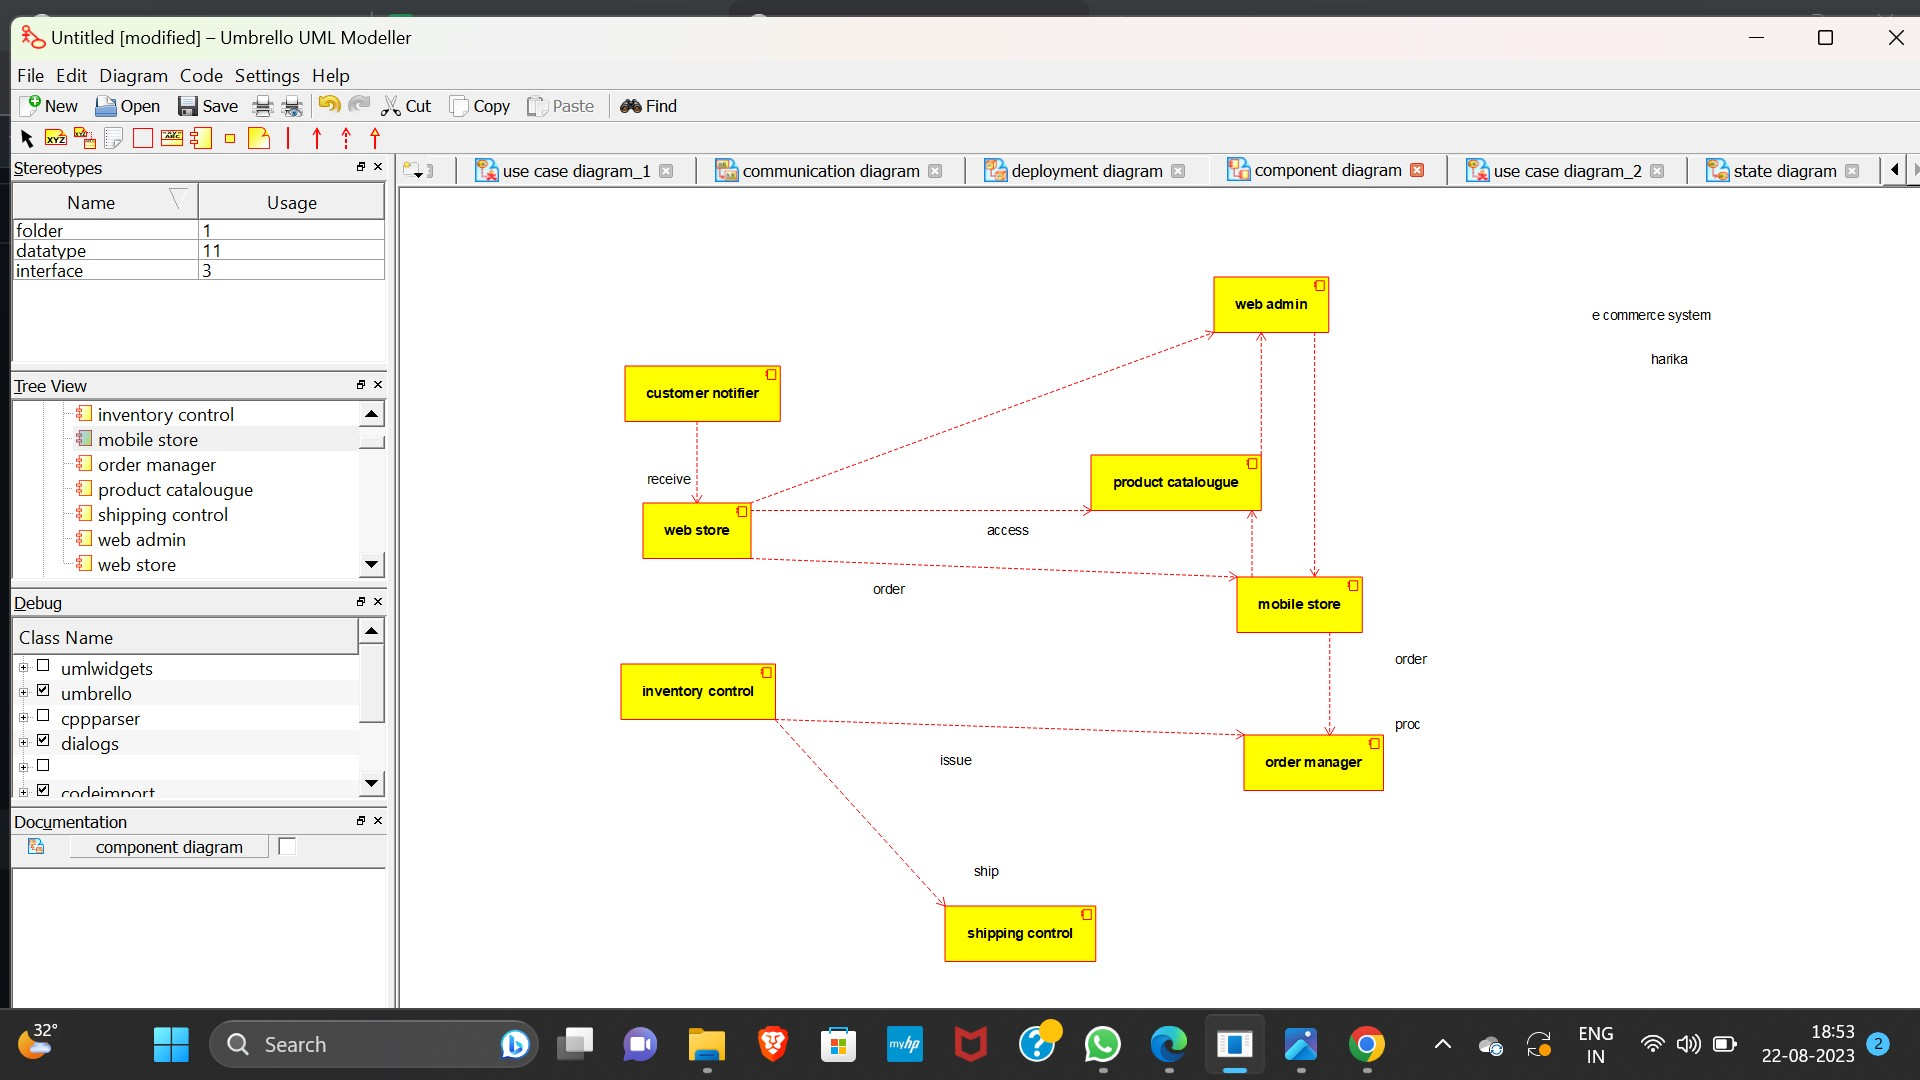 Untitled [modified] – Umbrello UML Modeller
File Edit Diagram Code Settings Help
New Open Save Cut Copy Paste Find
Stereotypes
Name Usage
folder 1
datatype 11
interface 3
Tree View
inventory control
mobile store
order manager
product catalougue
shipping control
web admin
web store
Debug
Class Name
umlwidgets
umbrello
cppparser
dialogs
codeimport
Documentation
component diagram
use case diagram_1 communication diagram deployment diagram component diagram use case diagram_2 state diagram
web admin
e commerce system
harika
customer notifier
receive
product catalougue
web store
access
order
mobile store
order
inventory control
proc
issue
order manager
ship
shipping control
32°
Search
myhp
ENG
IN
18:53
22-08-2023
2